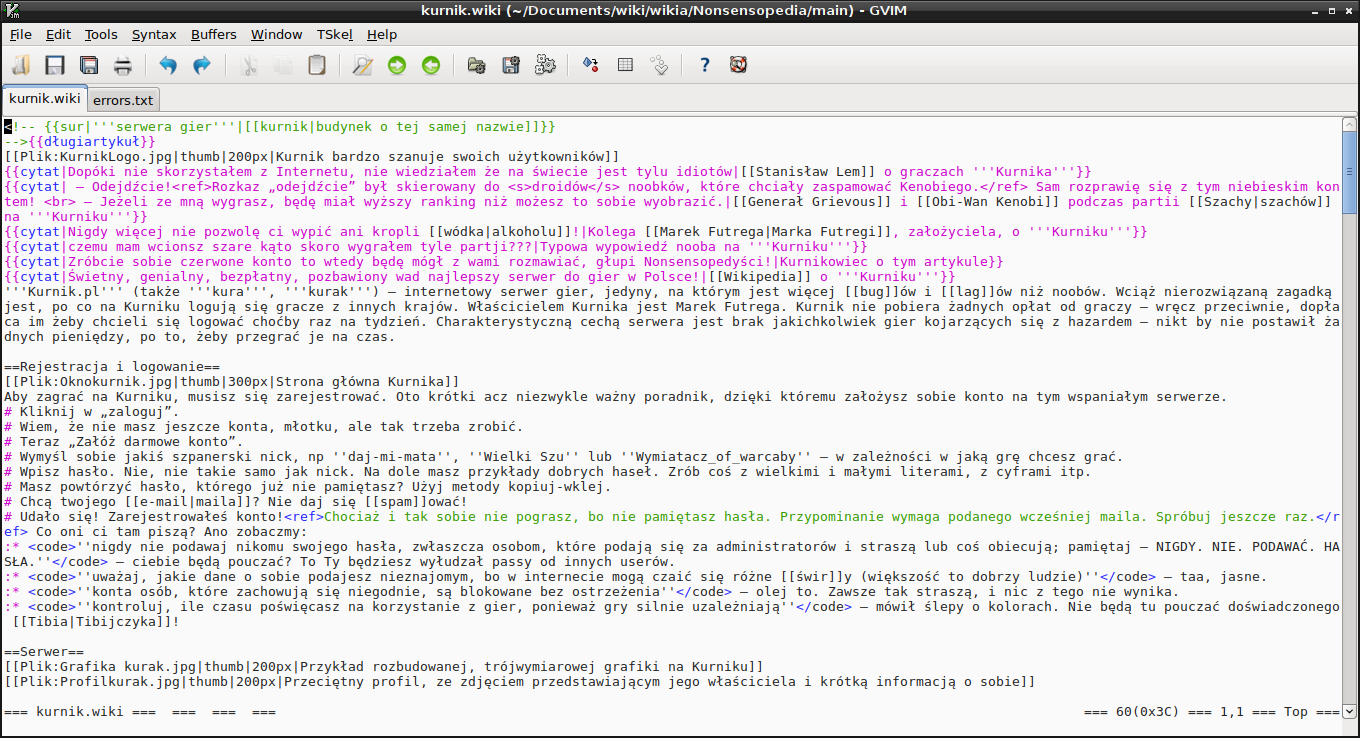 kurnik.wiki (~/Documents/wiki/wikia/Nonsensopedia/main) - GVIM
File Edit Tools Syntax Buffers Window TSkel Help
kurnik.wiki errors.txt
<!-- {{sur|'''serwera gier'''|[[kurnik|budynek o tej samej nazwie]]}}
-->{{długiartykuł}}
[[Plik:KurnikLogo.jpg|thumb|200px|Kurnik bardzo szanuje swoich użytkowników]]
{{cytat|Dopóki nie skorzystałem z Internetu, nie wiedziałem że na świecie jest tylu idiotów|[[Stanisław Lem]] o graczach '''Kurnika'''}}
{{cytat| – Odejdźcie!<ref>Rozkaz „odejdźcie” był skierowany do <s>droidów</s> noobków, które chciały zaspamować Kenobiego.</ref> Sam rozprawię się z tym niebieskim kon
tem! <br> – Jeżeli ze mną wygrasz, będę miał wyższy ranking niż możesz to sobie wyobrazić.|[[Generał Grievous]] i [[Obi-Wan Kenobi]] podczas partii [[Szachy|szachów]]
na '''Kurniku'''}}
{{cytat|Nigdy więcej nie pozwolę ci wypić ani kropli [[wódka|alkoholu]]!|Kolega [[Marek Futrega|Marka Futregi]], założyciela, o '''Kurniku'''}}
{{cytat|czemu mam wcionsz szare kąto skoro wygrałem tyle partji???|Typowa wypowiedź nooba na '''Kurniku'''}}
{{cytat|Zróbcie sobie czerwone konto to wtedy będę mógł z wami rozmawiać, głupi Nonsensopedyści!|Kurnikowiec o tym artykule}}
{{cytat|Świetny, genialny, bezpłatny, pozbawiony wad najlepszy serwer do gier w Polsce!|[[Wikipedia]] o '''Kurniku'''}}
'''Kurnik.pl''' (także '''kura''', '''kurak''') – internetowy serwer gier, jedyny, na którym jest więcej [[bug]]ów i [[lag]]ów niż noobów. Wciąż nierozwiązaną zagadką
jest, po co na Kurniku logują się gracze z innych krajów. Właścicielem Kurnika jest Marek Futrega. Kurnik nie pobiera żadnych opłat od graczy – wręcz przeciwnie, dopła
ca im żeby chcieli się logować choćby raz na tydzień. Charakterystyczną cechą serwera jest brak jakichkolwiek gier kojarzących się z hazardem – nikt by nie postawił ża
dnych pieniędzy, po to, żeby przegrać je na czas.
==Rejestracja i logowanie==
[[Plik:Oknokurnik.jpg|thumb|300px|Strona główna Kurnika]]
Aby zagrać na Kurniku, musisz się zarejestrować. Oto krótki acz niezwykle ważny poradnik, dzięki któremu założysz sobie konto na tym wspaniałym serwerze.
# Kliknij w „zaloguj”.
# Wiem, że nie masz jeszcze konta, młotku, ale tak trzeba zrobić.
# Teraz „Załóż darmowe konto”.
# Wymyśl sobie jakiś szpanerski nick, np ''daj-mi-mata'', ''Wielki Szu'' lub ''Wymiatacz_of_warcaby'' – w zależności w jaką grę chcesz grać.
# Wpisz hasło. Nie, nie takie samo jak nick. Na dole masz przykłady dobrych haseł. Zrób coś z wielkimi i małymi literami, z cyframi itp.
# Masz powtórzyć hasło, którego już nie pamiętasz? Użyj metody kopiuj-wklej.
# Chcą twojego [[e-mail|maila]]? Nie daj się [[spam]]ować!
# Udało się! Zarejestrowałeś konto!<ref>Chociaż i tak sobie nie pograsz, bo nie pamiętasz hasła. Przypominanie wymaga podanego wcześniej maila. Spróbuj jeszcze raz.</r
ef> Co oni ci tam piszą? Ano zobaczmy:
:* <code>''nigdy nie podawaj nikomu swojego hasła, zwłaszcza osobom, które podają się za administratorów i straszą lub coś obiecują; pamiętaj – NIGDY. NIE. PODAWAĆ. HA
SŁA.''</code> – ciebie będą pouczać? To Ty będziesz wyłudzał passy od innych userów.
:* <code>''uważaj, jakie dane o sobie podajesz nieznajomym, bo w internecie mogą czaić się różne [[świr]]y (większość to dobrzy ludzie)''</code> – taa, jasne.
:* <code>''konta osób, które zachowują się niegodnie, są blokowane bez ostrzeżenia''</code> – olej to. Zawsze tak straszą, i nic z tego nie wynika.
:* <code>''kontroluj, ile czasu poświęcasz na korzystanie z gier, ponieważ gry silnie uzależniają''</code> – mówił ślepy o kolorach. Nie będą tu pouczać doświadczonego
[[Tibia|Tibijczyka]]!
==Serwer==
[[Plik:Grafika kurak.jpg|thumb|200px|Przykład rozbudowanej, trójwymiarowej grafiki na Kurniku]]
[[Plik:Profilkurak.jpg|thumb|200px|Przeciętny profil, ze zdjęciem przedstawiającym jego właściciela i krótką informacją o sobie]]
=== kurnik.wiki === === === === === 60(0x3C) === 1,1 === Top ===